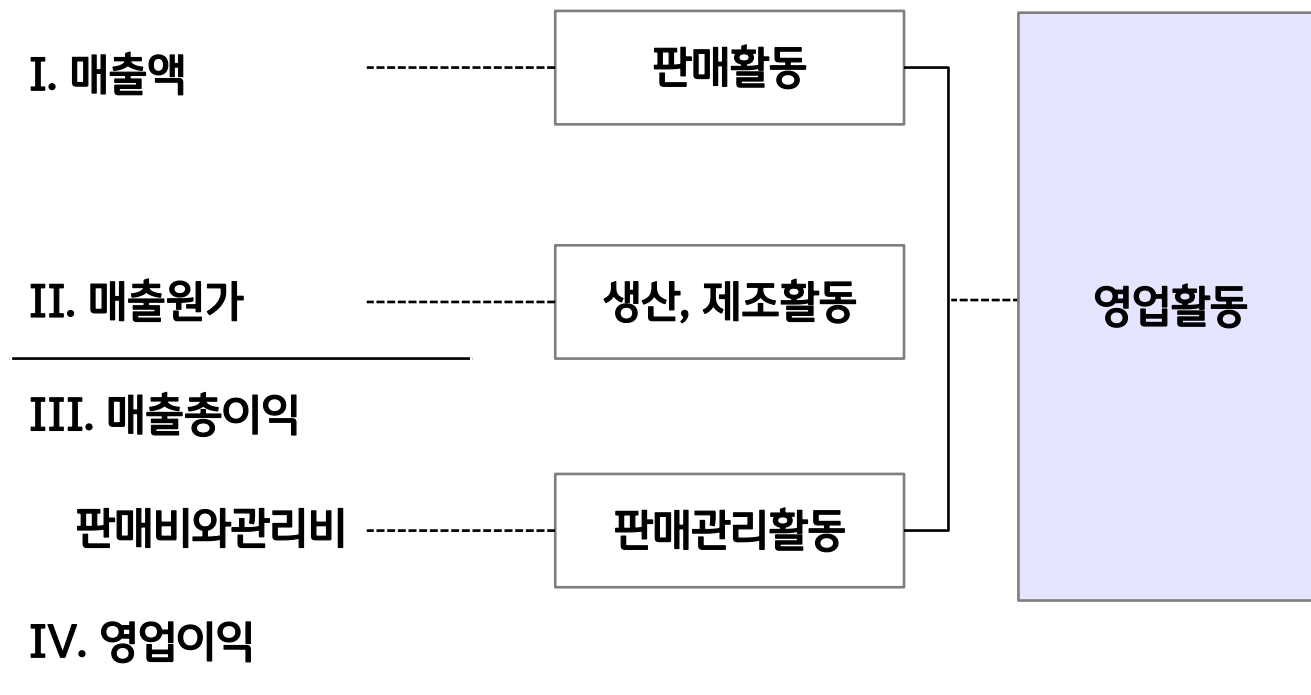 I. 매출액
판매활동
II. 매출원가
생산, 제조활동
영업활동
III. 매출총이익
판매비와관리비
판매관리활동
IV. 영업이익